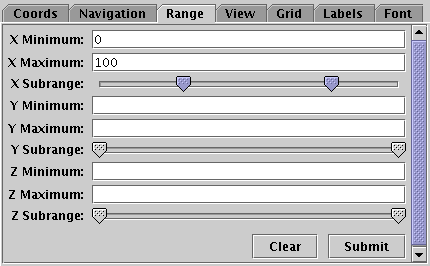 Coords Navigation Range View Grid Labels Font
X Minimum: 0
X Maximum: 100
X Subrange:
Y Minimum:
Y Maximum:
Y Subrange:
Z Minimum:
Z Maximum:
Z Subrange:
Clear Submit